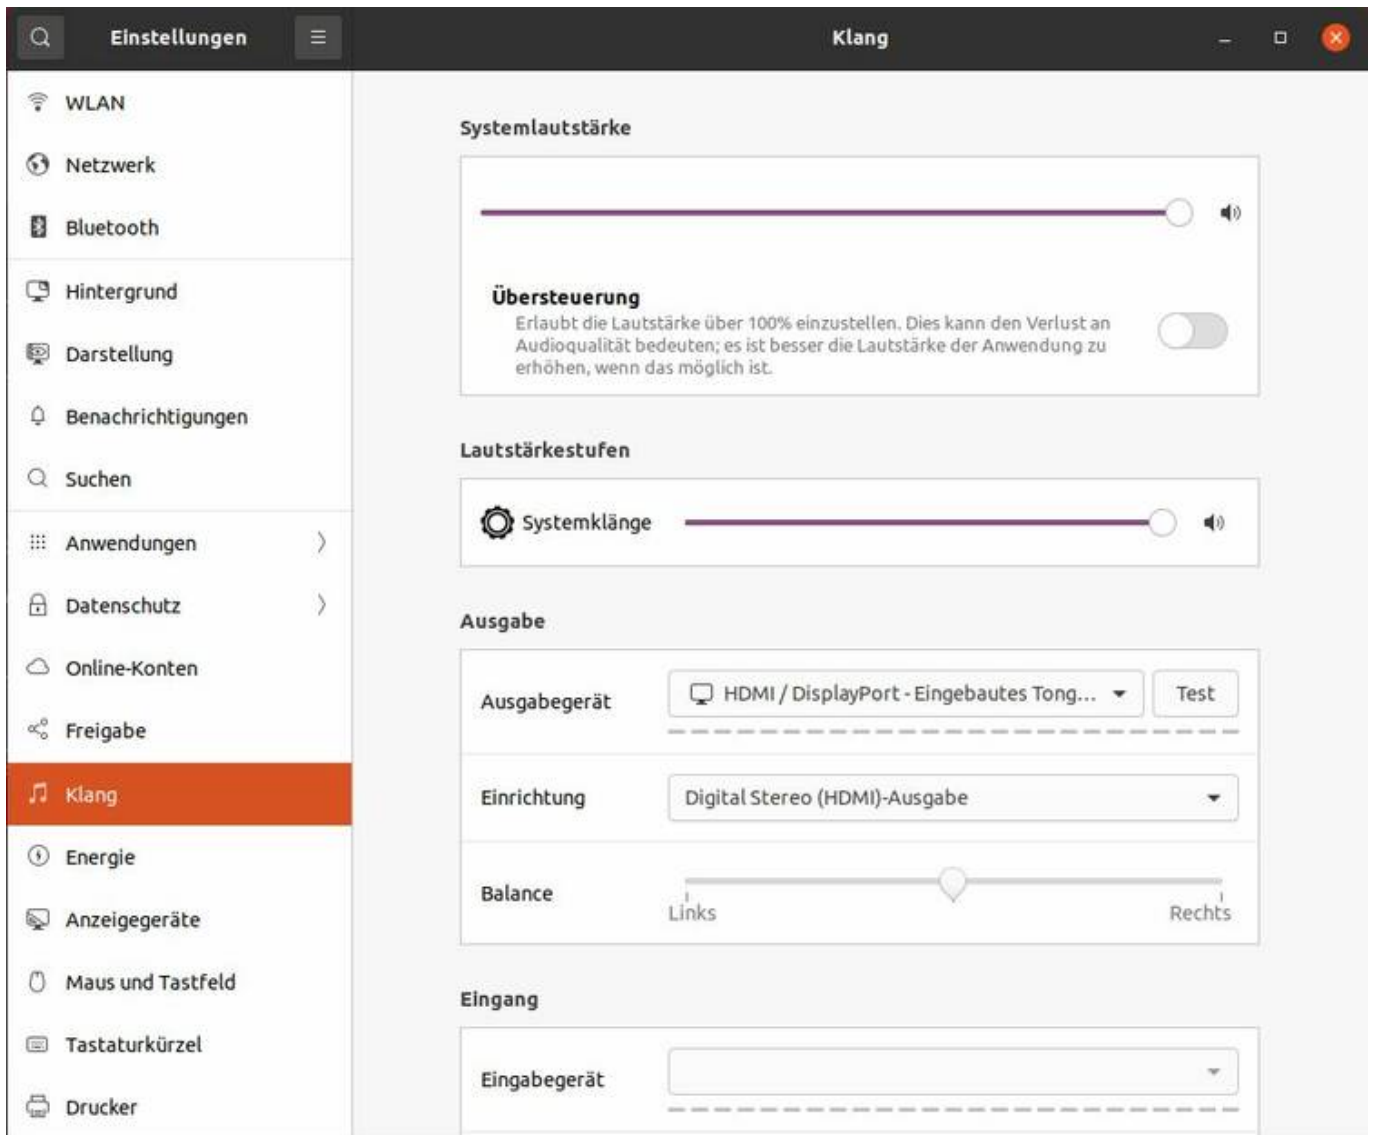 Einstellungen
Klang
WLAN
Netzwerk
Bluetooth
Hintergrund
Darstellung
Benachrichtigungen
Suchen
Anwendungen
Datenschutz
Online-Konten
Freigabe
Klang
Energie
Anzeigegeräte
Maus und Tastfeld
Tastaturkürzel
Drucker
Systemlautstärke
Übersteuerung
Erlaubt die Lautstärke über 100% einzustellen. Dies kann den Verlust an
Audioqualität bedeuten; es ist besser die Lautstärke der Anwendung zu
erhöhen, wenn das möglich ist.
Lautstärkestufen
Systemklänge
Ausgabe
Ausgabegerät
HDMI / DisplayPort - Eingebautes Tong...
Test
Einrichtung
Digital Stereo (HDMI)-Ausgabe
Balance
Links
Rechts
Eingang
Eingabegerät